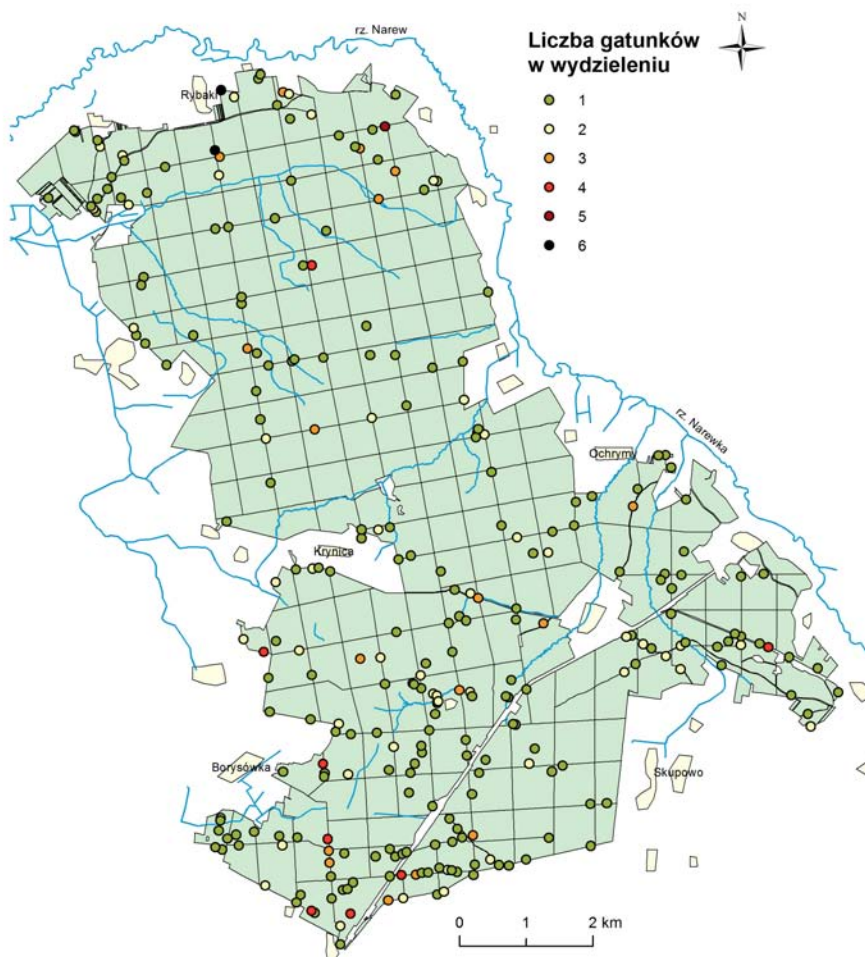 rz. Narew
Liczba gatunków
w wydzieleniu
N
1
2
3
4
5
6
Rybaki
rz. Narewka
Ochrymy
Krynica
Borysówka
Skupowo
0 1 2 km